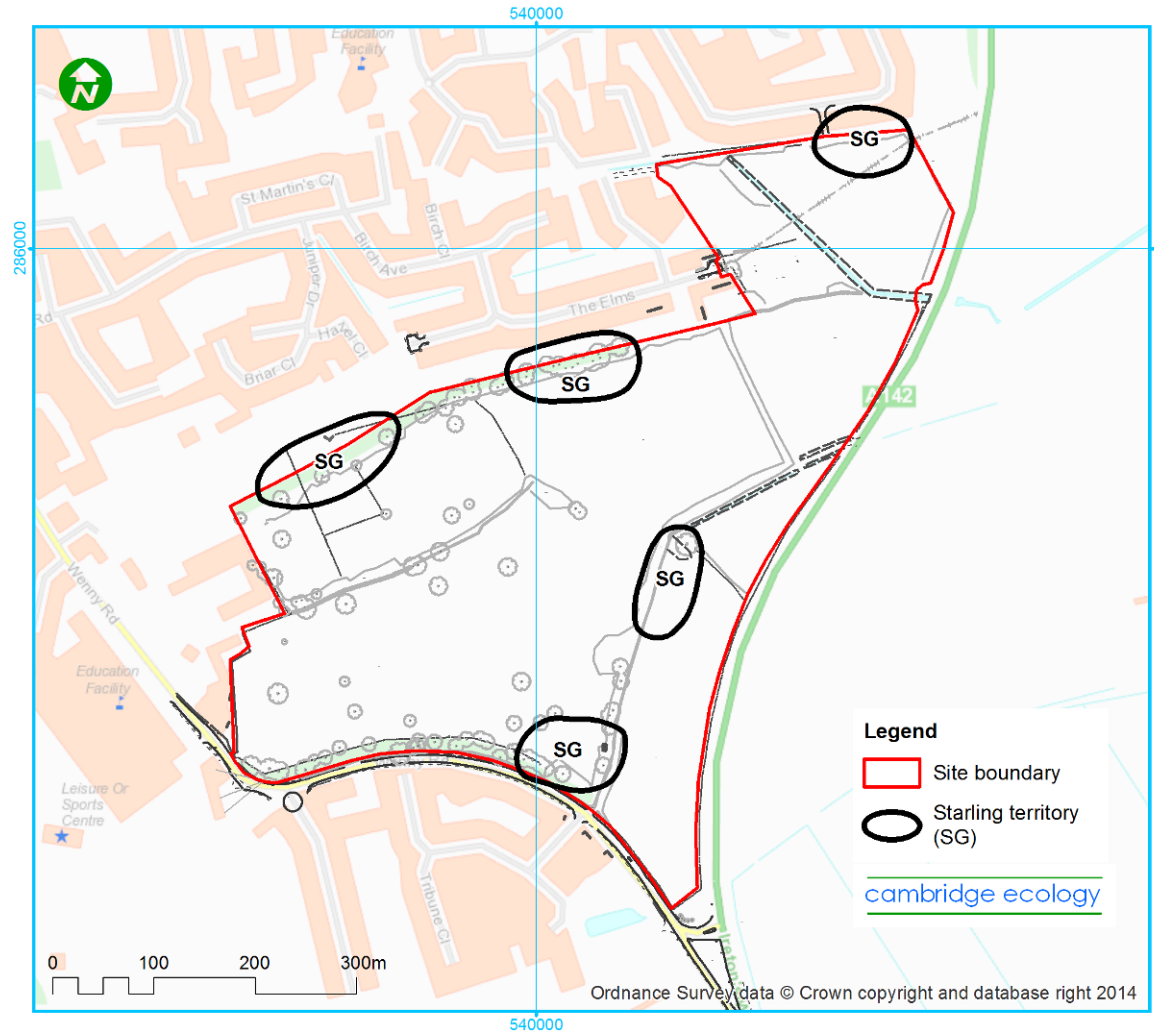 540000
Education
Facility
N
SG
St Martin's Cl
Birch Cl
286000
Birch Ave
Juniper Dr
The Elms
Rd
Hazel Cl
Briar Cl
SG
A142
SG
SG
Wenny Rd
Education
Facility
SG
Legend
Site boundary
Starling territory
(SG)
Leisure Or
Sports
Centre
cambridge ecology
Tribune Cl
0 100 200 300m
Ordnance Survey data © Crown copyright and database right 2014
540000